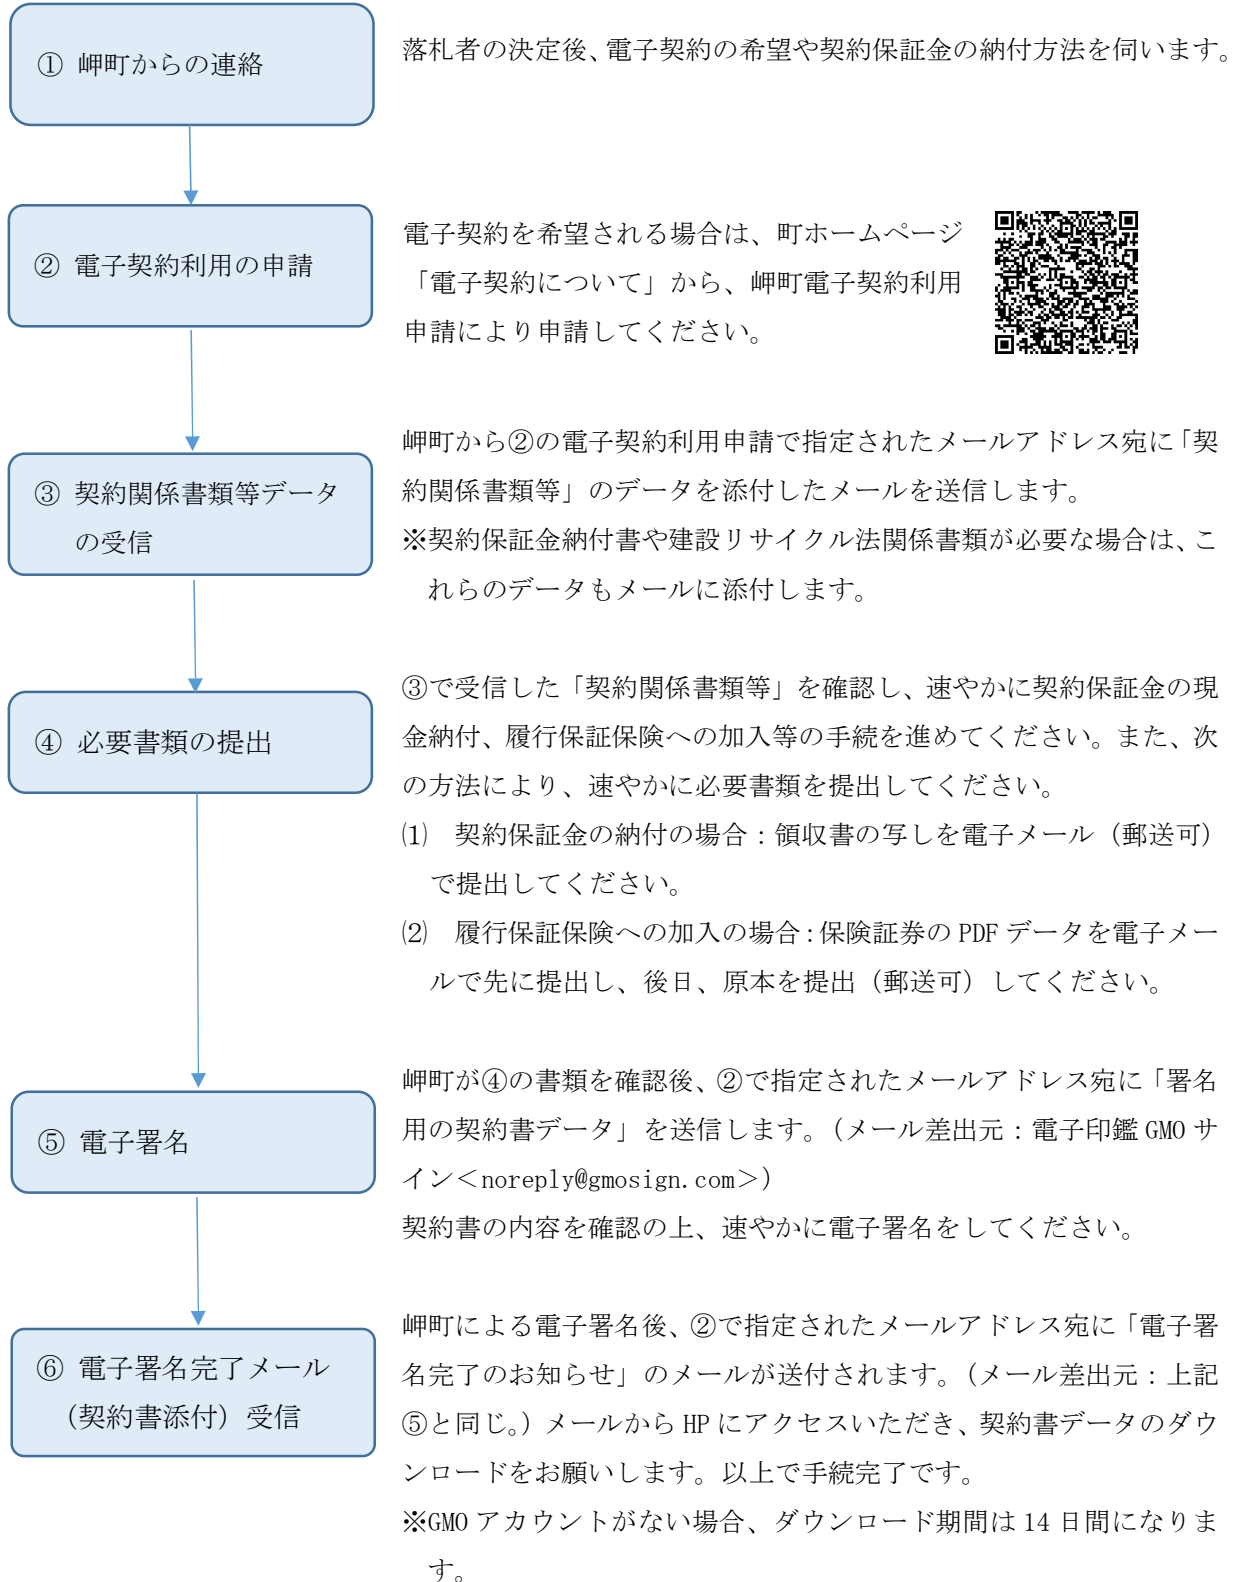 ① 岬町からの連絡
落札者の決定後、電子契約の希望や契約保証金の納付方法を伺います。
② 電子契約利用の申請
電子契約を希望される場合は、町ホームページ
「電子契約について」から、岬町電子契約利用
申請により申請してください。
③ 契約関係書類等データ
の受信
岬町から②の電子契約利用申請で指定されたメールアドレス宛に「契
約関係書類等」のデータを添付したメールを送信します。
※契約保証金納付書や建設リサイクル法関係書類が必要な場合は、こ
れらのデータもメールに添付します。
④ 必要書類の提出
③で受信した「契約関係書類等」を確認し、速やかに契約保証金の現
金納付、履行保証保険への加入等の手続を進めてください。また、次
の方法により、速やかに必要書類を提出してください。
⑴ 契約保証金の納付の場合：領収書の写しを電子メール（郵送可）
で提出してください。
⑵ 履行保証保険への加入の場合：保険証券の PDF データを電子メー
ルで先に提出し、後日、原本を提出（郵送可）してください。
⑤ 電子署名
岬町が④の書類を確認後、②で指定されたメールアドレス宛に「署名
用の契約書データ」を送信します。（メール差出元：電子印鑑 GMO サ
イン＜noreply@gmosign.com＞）
契約書の内容を確認の上、速やかに電子署名をしてください。
⑥ 電子署名完了メール
（契約書添付）受信
岬町による電子署名後、②で指定されたメールアドレス宛に「電子署
名完了のお知らせ」のメールが送付されます。（メール差出元：上記
⑤と同じ。）メールから HP にアクセスいただき、契約書データのダウ
ンロードをお願いします。以上で手続完了です。
※GMO アカウントがない場合、ダウンロード期間は 14 日間になりま
す。